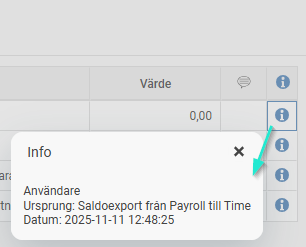 Värde
0,00
Info
Användare
Ursprung: Saldoexport från Payroll till Time
Datum: 2025-11-11 12:48:25